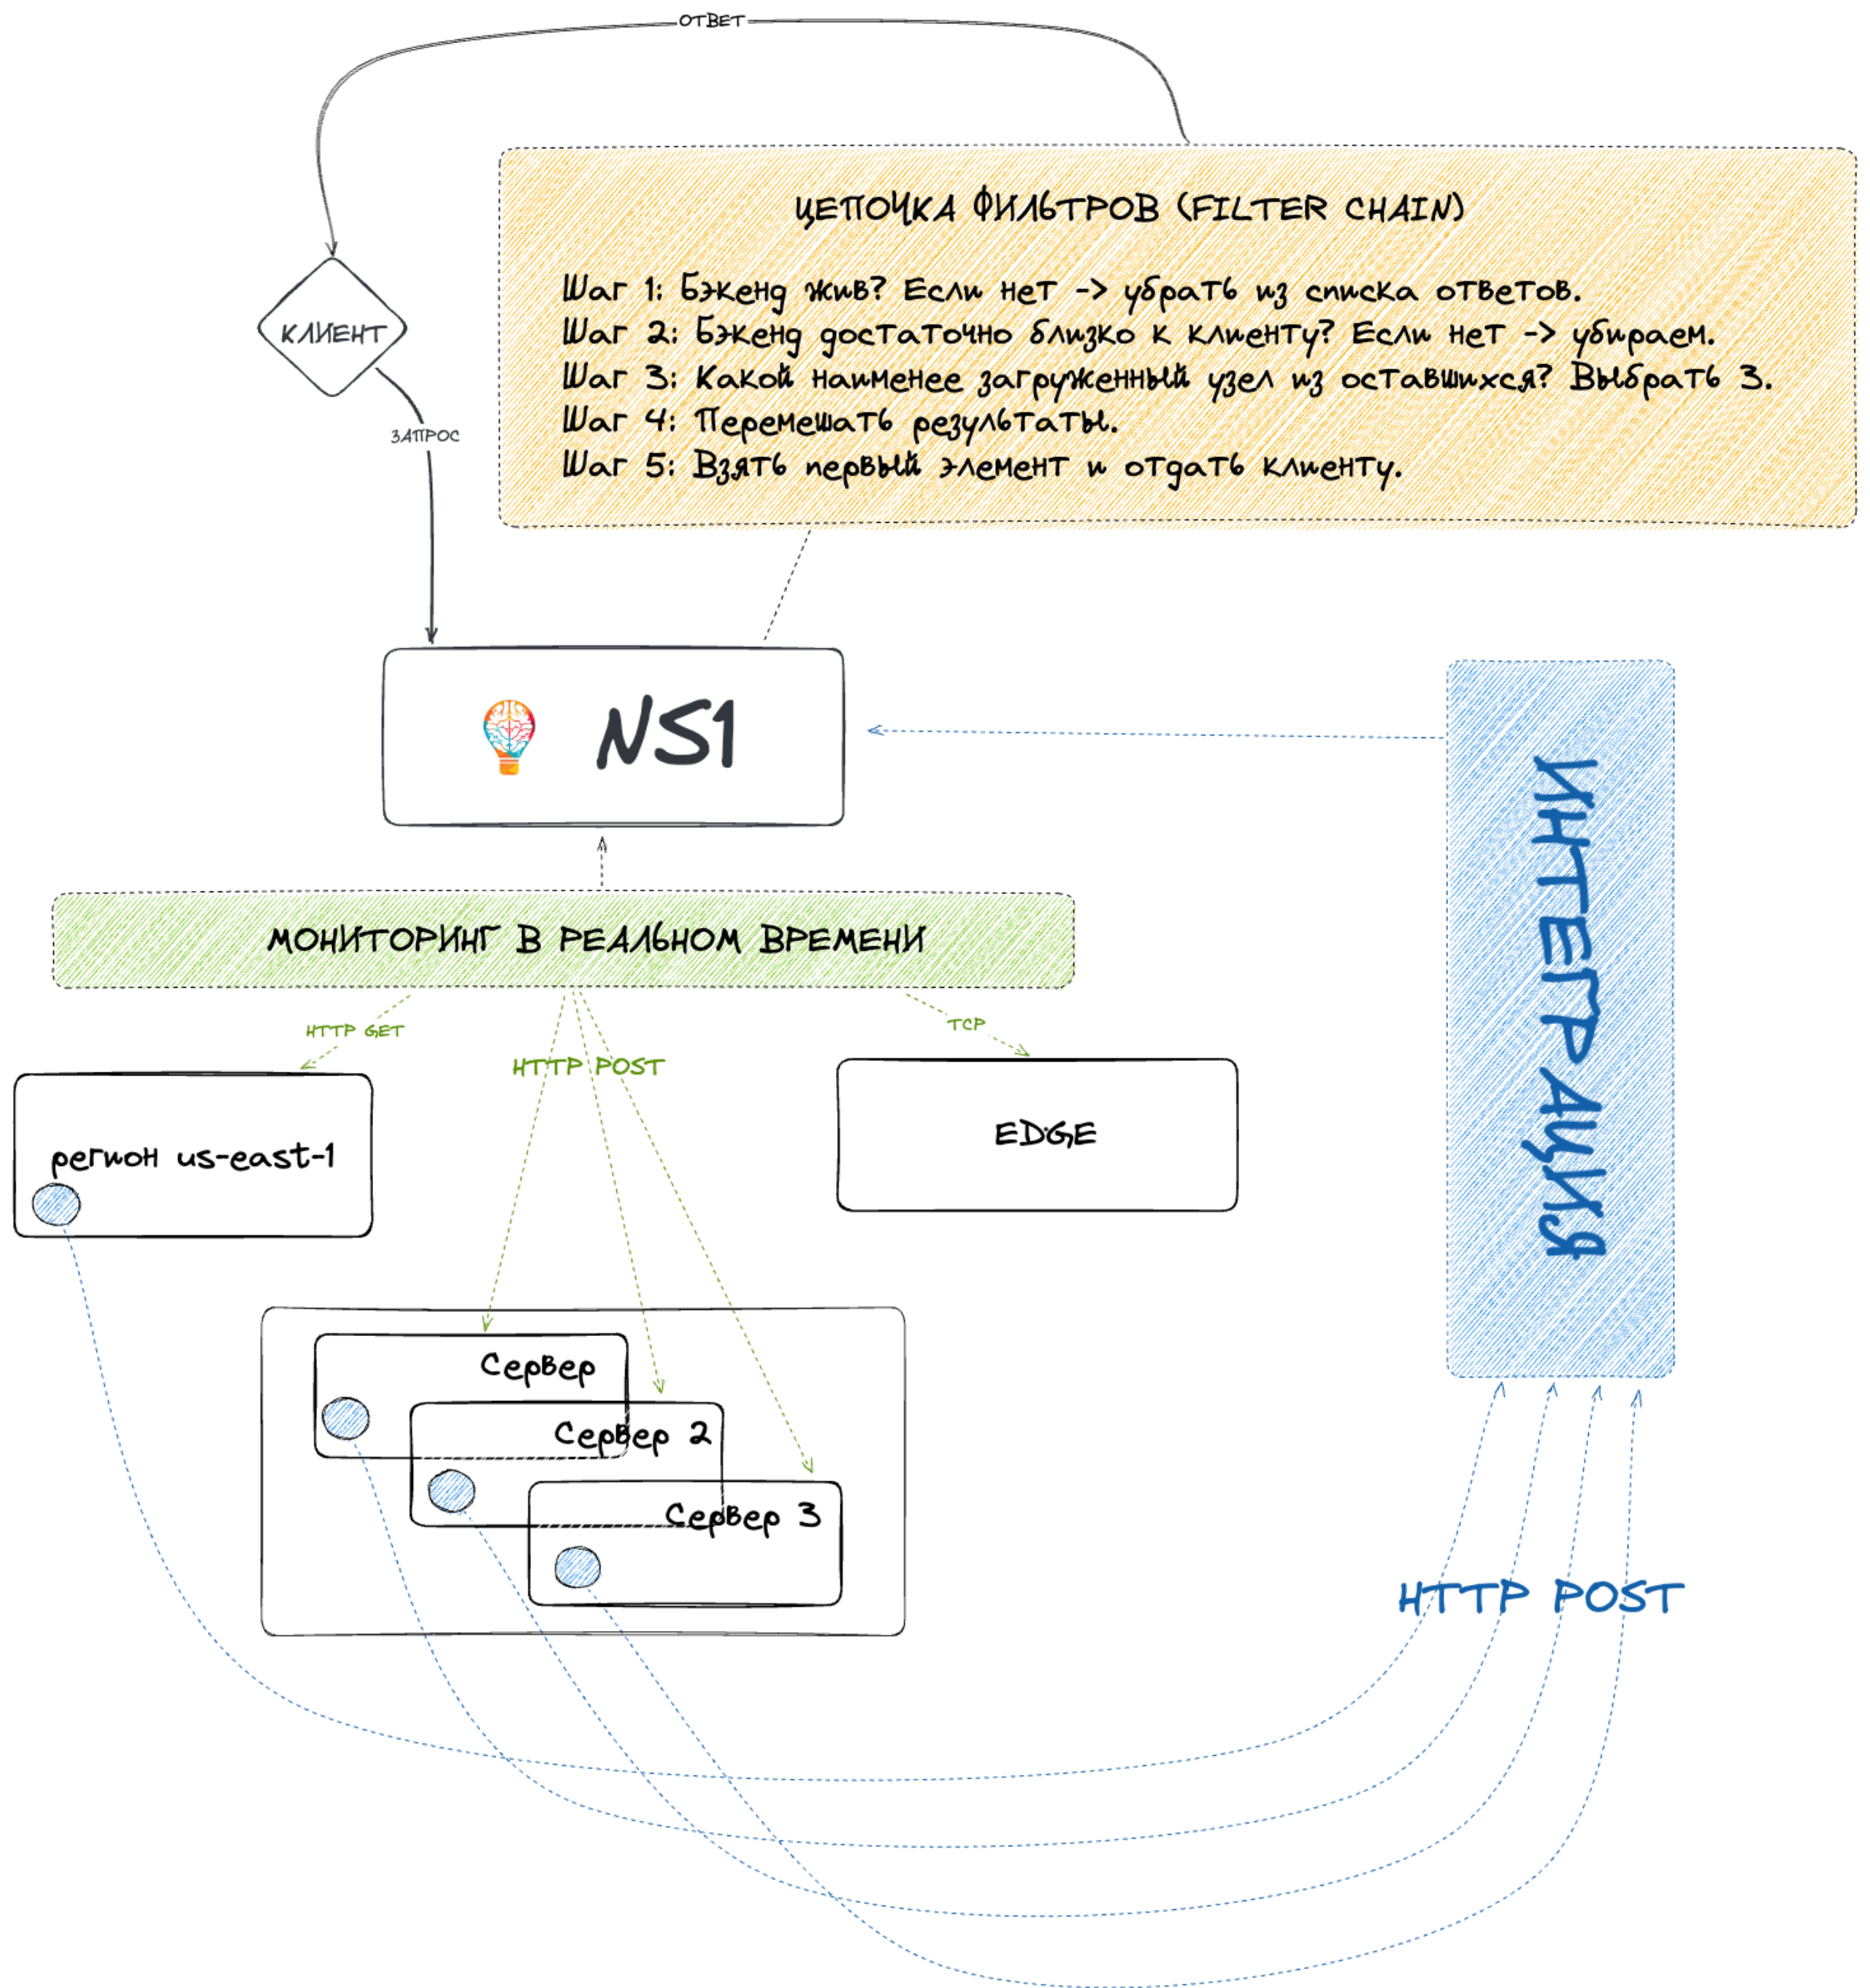 ОТВЕТ
ЦЕПОЧКА ФИЛЬТРОВ (FILTER CHAIN)
Шаг 1: Бэкенд жив? Если нет -> убрать из списка ответов.
Шаг 2: Бэкенд достаточно близко к клиенту? Если нет -> убираем.
Шаг 3: Какой наименее загруженный узел из оставшихся? Выбрать 3.
Шаг 4: Перемешать результаты.
Шаг 5: Взять первый элемент и отдать клиенту.
КЛИЕНТ
ЗАПРОС
NS1
ИНТЕГРАЦИЯ
МОНИТОРИНГ В РЕАЛЬНОМ ВРЕМЕНИ
HTTP GET
HTTP POST
TCP
регион us-east-1
EDGE
Сервер
Сервер 2
Сервер 3
HTTP POST